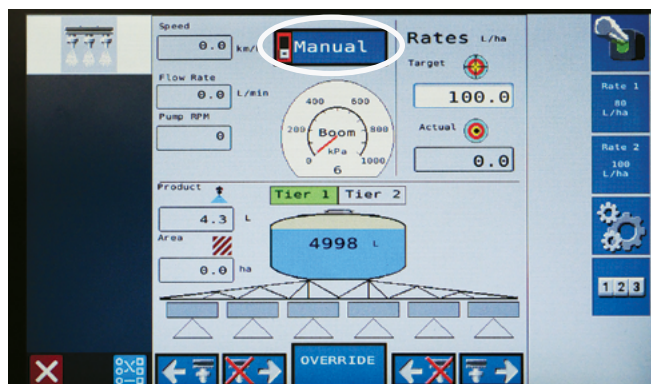 Speed
0.0 km/h
Manual
Rates L/ha
Target
100.0
Actual
0.0
Flow Rate
0.0 L/min
Pump RPM
0
0
200
400
600
800
1000
Boom
kPa
6
Product
4.3 L
Area
0.0 ha
Tier 1 Tier 2
4998 L
OVERRIDE
Rate 1
80
L/ha
Rate 2
100
L/ha
1 2 3